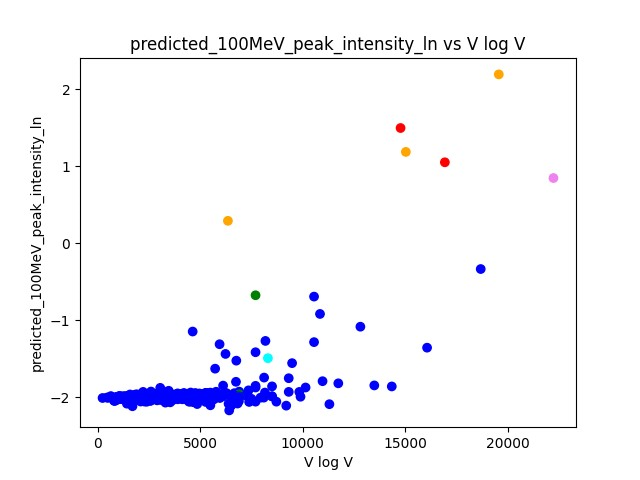 predicted_100MeV_peak_intensity_ln vs V log V
predicted_100MeV_peak_intensity_ln
2
1
0
−1
−2
0 5000 10000 15000 20000
V log V